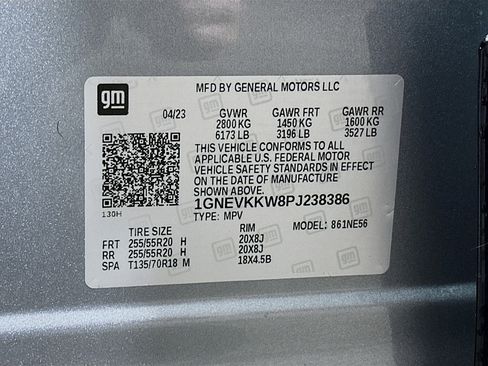 gm
MFD BY GENERAL MOTORS LLC
04/23 GVWR GAWR FRT GAWR RR
2800 KG 1450 KG 1600 KG
6173 LB 3196 LB 3527 LB
THIS VEHICLE CONFORMS TO ALL
APPLICABLE U.S. FEDERAL MOTOR
VEHICLE SAFETY STANDARDS IN EFFECT
ON THE DATE OF MANUFACTURE
SHOWN ABOVE.
1GNEVKKW8PJ238386
130H
TYPE: MPV MODEL: 861NE56
TIRE SIZE RIM
FRT 255/55R20 H 20X8J
RR 255/55R20 H 20X8J
SPA T135/70R18 M 18X4.5B